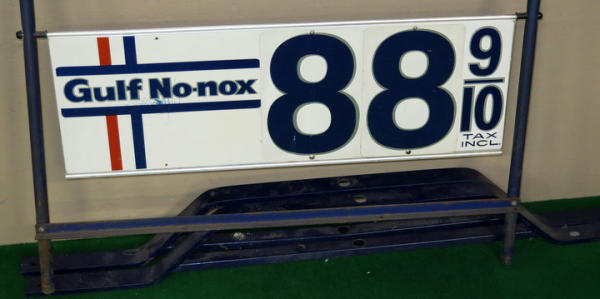 Gulf No-nox 88 9/10
TAX
INCL.